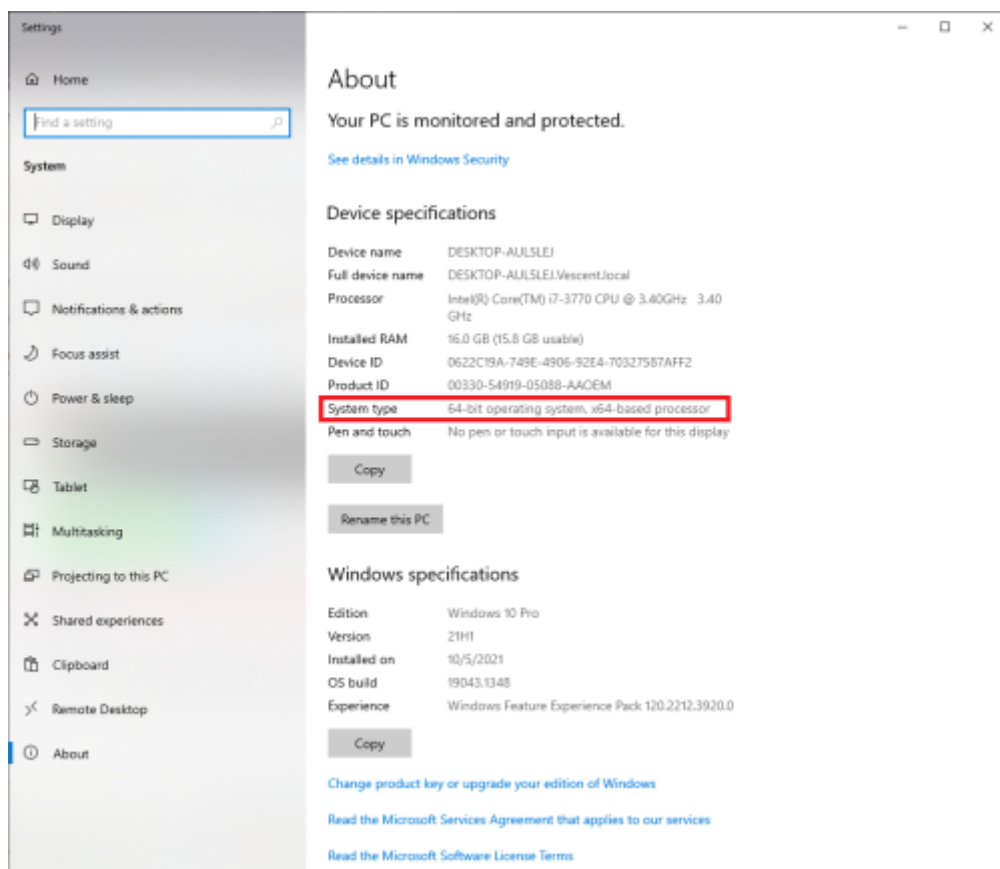 Settings
Home
Find a setting
System
Display
Sound
Notifications & actions
Focus assist
Power & sleep
Storage
Tablet
Multitasking
Projecting to this PC
Shared experiences
Clipboard
Remote Desktop
About
About
Your PC is monitored and protected.
See details in Windows Security
Device specifications
Device name DESKTOP-AUL5LEJ
Full device name DESKTOP-AUL5LEJ.Vescent.local
Processor Intel(R) Core(TM) i7-3770 CPU @ 3.40GHz 3.40
GHz
Installed RAM 16.0 GB (15.8 GB usable)
Device ID 0622C19A-749E-4906-92E4-70327587AFF2
Product ID 00330-54919-05088-AAOEM
System type 64-bit operating system, x64-based processor
Pen and touch No pen or touch input is available for this display
Copy
Rename this PC
Windows specifications
Edition Windows 10 Pro
Version 21H1
Installed on 10/5/2021
OS build 19043.1348
Experience Windows Feature Experience Pack 120.2212.3920.0
Copy
Change product key or upgrade your edition of Windows
Read the Microsoft Services Agreement that applies to our services
Read the Microsoft Software License Terms